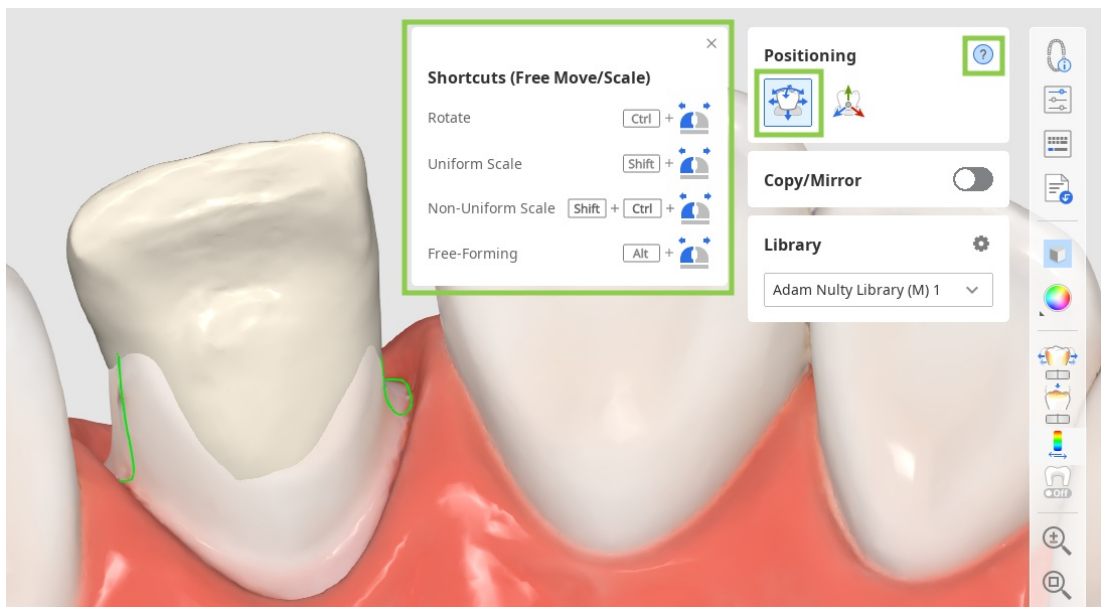 Shortcuts (Free Move/Scale)
Rotate Ctrl +
Uniform Scale Shift +
Non-Uniform Scale Shift + Ctrl +
Free-Forming Alt +
Positioning ?
Copy/Mirror
Library
Adam Nulty Library (M) 1
Off